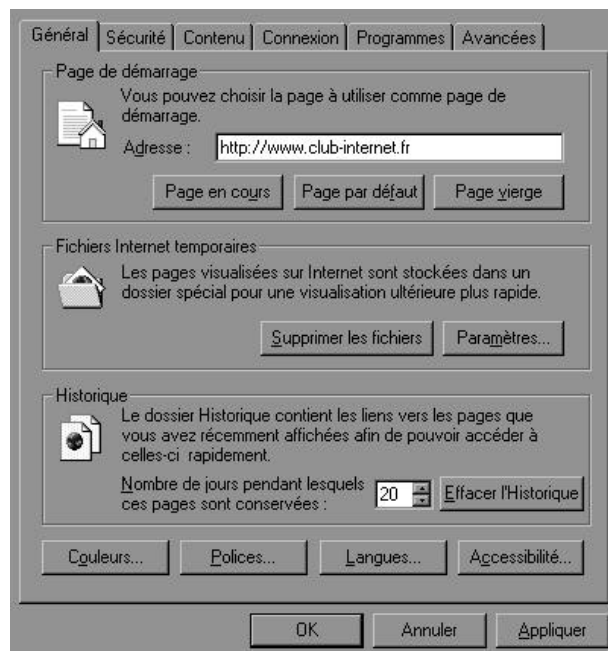 Général Sécurité Contenu Connexion Programmes Avancées
Page de démarrage
Vous pouvez choisir la page à utiliser comme page de
démarrage.
Adresse : http://www.club-internet.fr
Page en cours Page par défaut Page vierge
Fichiers Internet temporaires
Les pages visualisées sur Internet sont stockées dans un
dossier spécial pour une visualisation ultérieure plus rapide.
Supprimer les fichiers Paramètres...
Historique
Le dossier Historique contient les liens vers les pages que
vous avez récemment affichées afin de pouvoir accéder à
celles-ci rapidement.
Nombre de jours pendant lesquels
ces pages sont conservées : 20 Effacer l'Historique
Couleurs... Polices... Langues... Accessibilité...
OK Annuler Appliquer